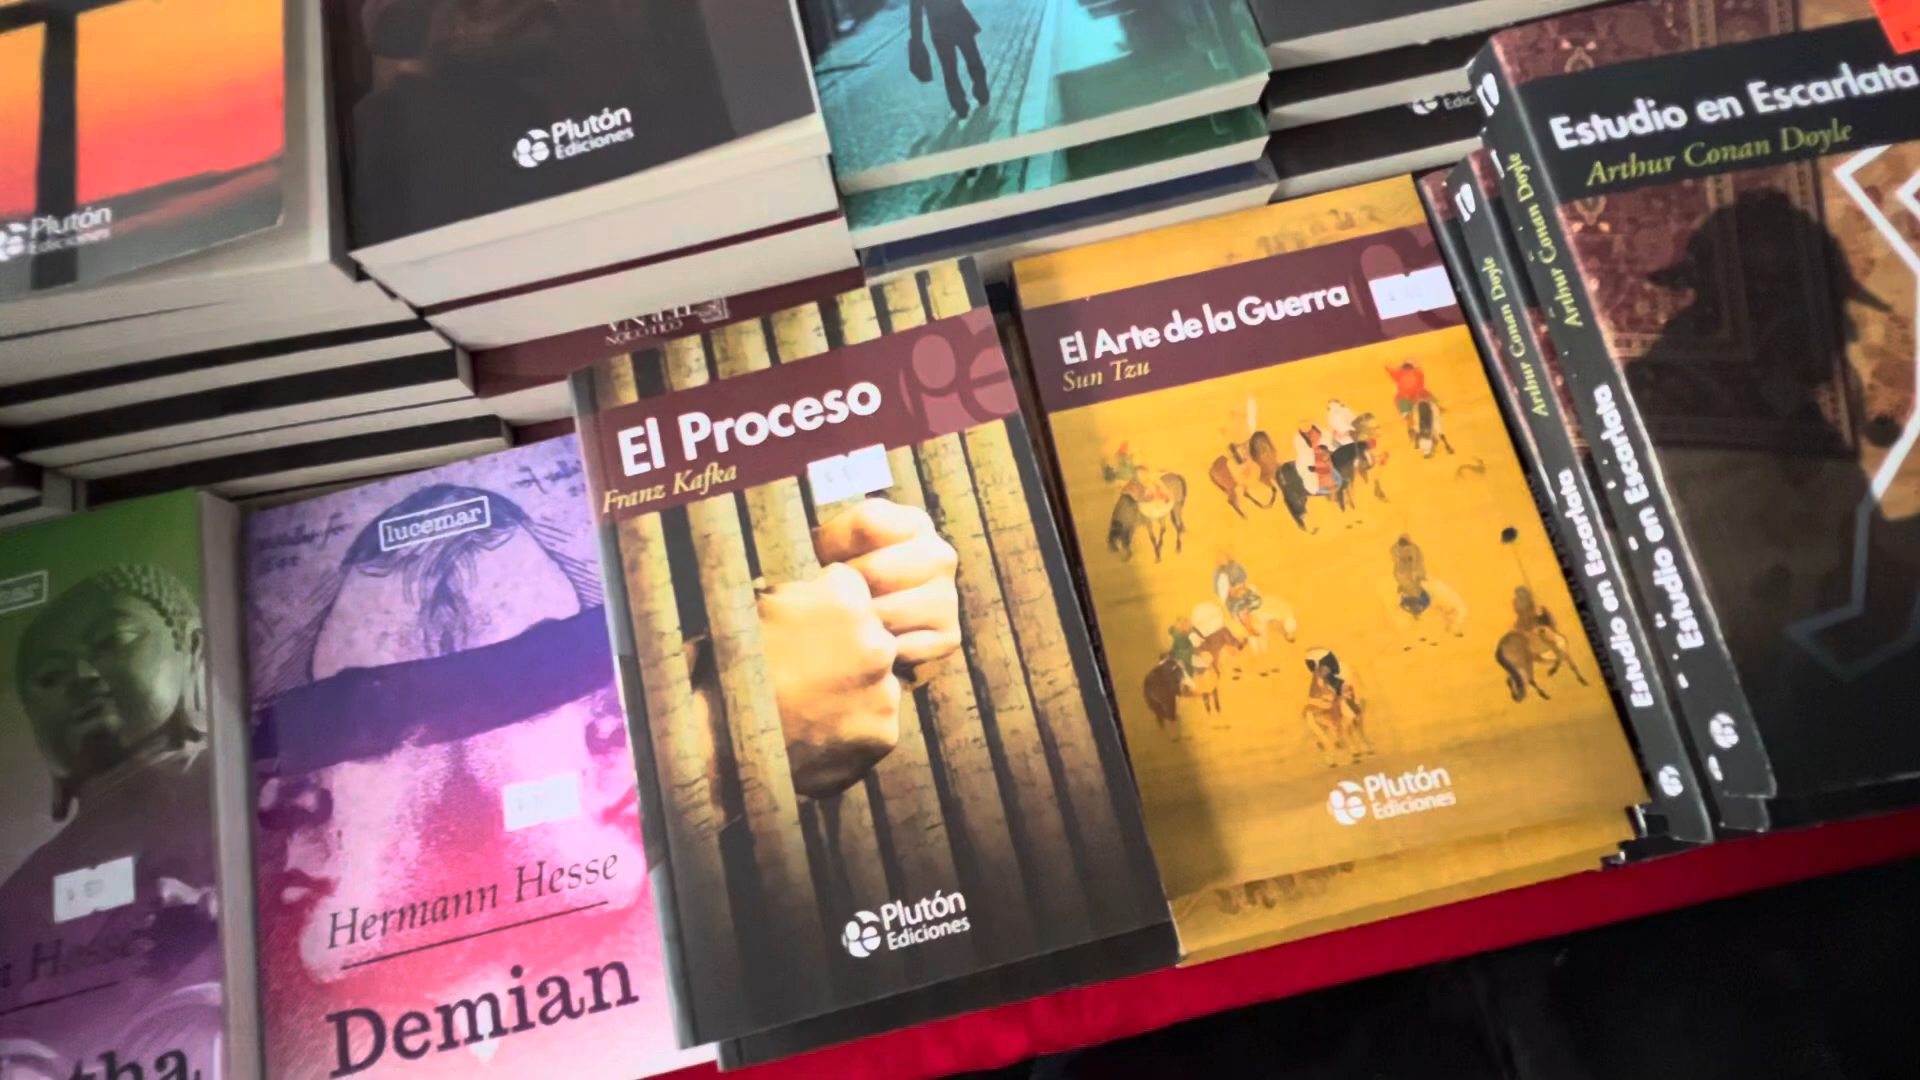 Plutón
Ediciones
Plutón
Ediciones
Estudio en Escarlata
Arthur Conan Doyle
Arthur Conan Doyle
Estudio en Escarlata
Arthur Conan Doyle
Estudio en Escarlata
El Arte de la Guerra
Sun Tzu
Plutón
Ediciones
El Proceso
Franz Kafka
Plutón
Ediciones
lucemar
Hermann Hesse
Demian
Hesse